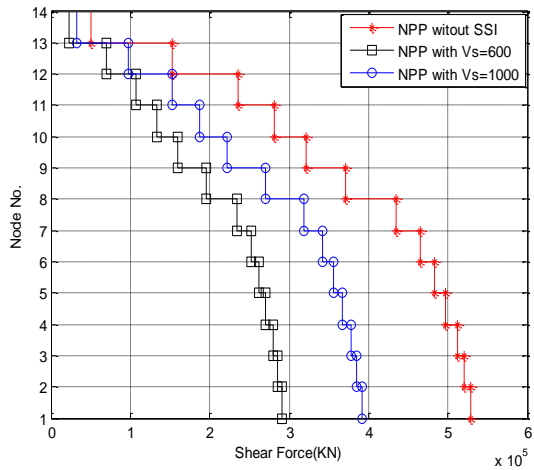 14
13
12
11
10
9
8
7
6
5
4
3
2
1
Node No.
NPP witout SSI
NPP with Vs=600
NPP with Vs=1000
0 1 2 3 4 5 6
Shear Force(KN)
x 10^5